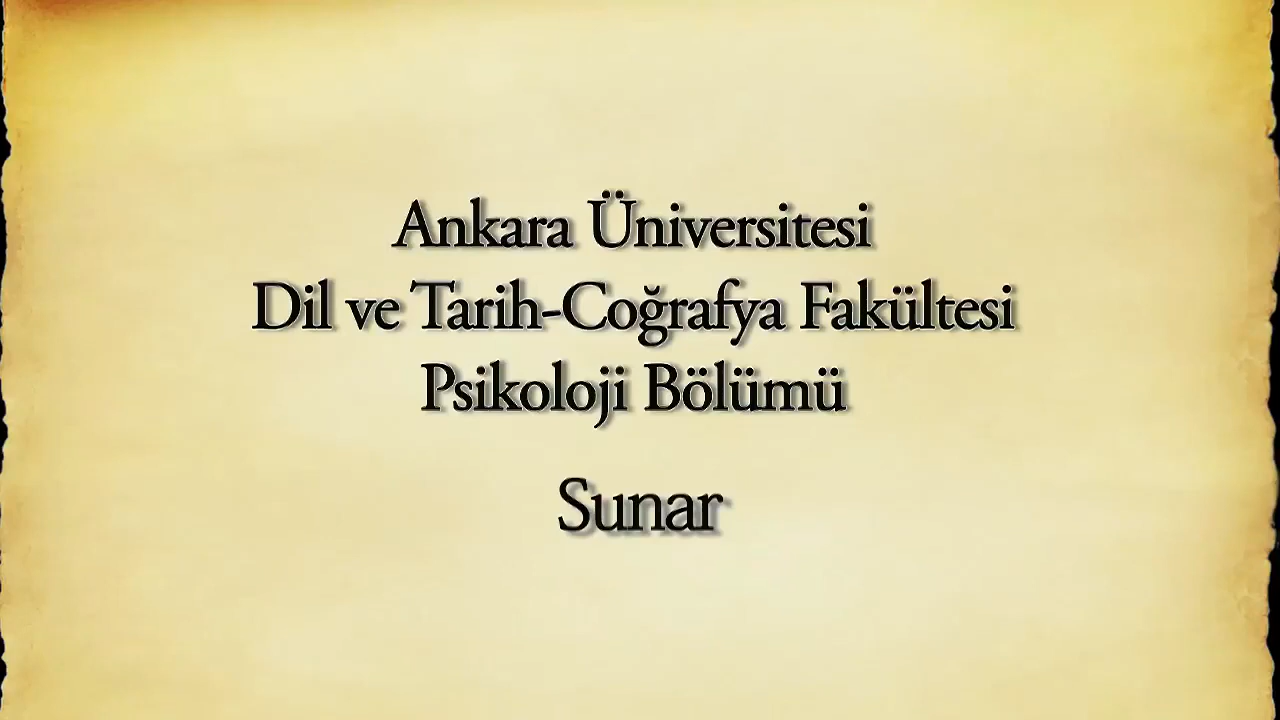 Ankara Üniversitesi
Dil ve Tarih-Coğrafya Fakültesi
Psikoloji Bölümü
Sunar